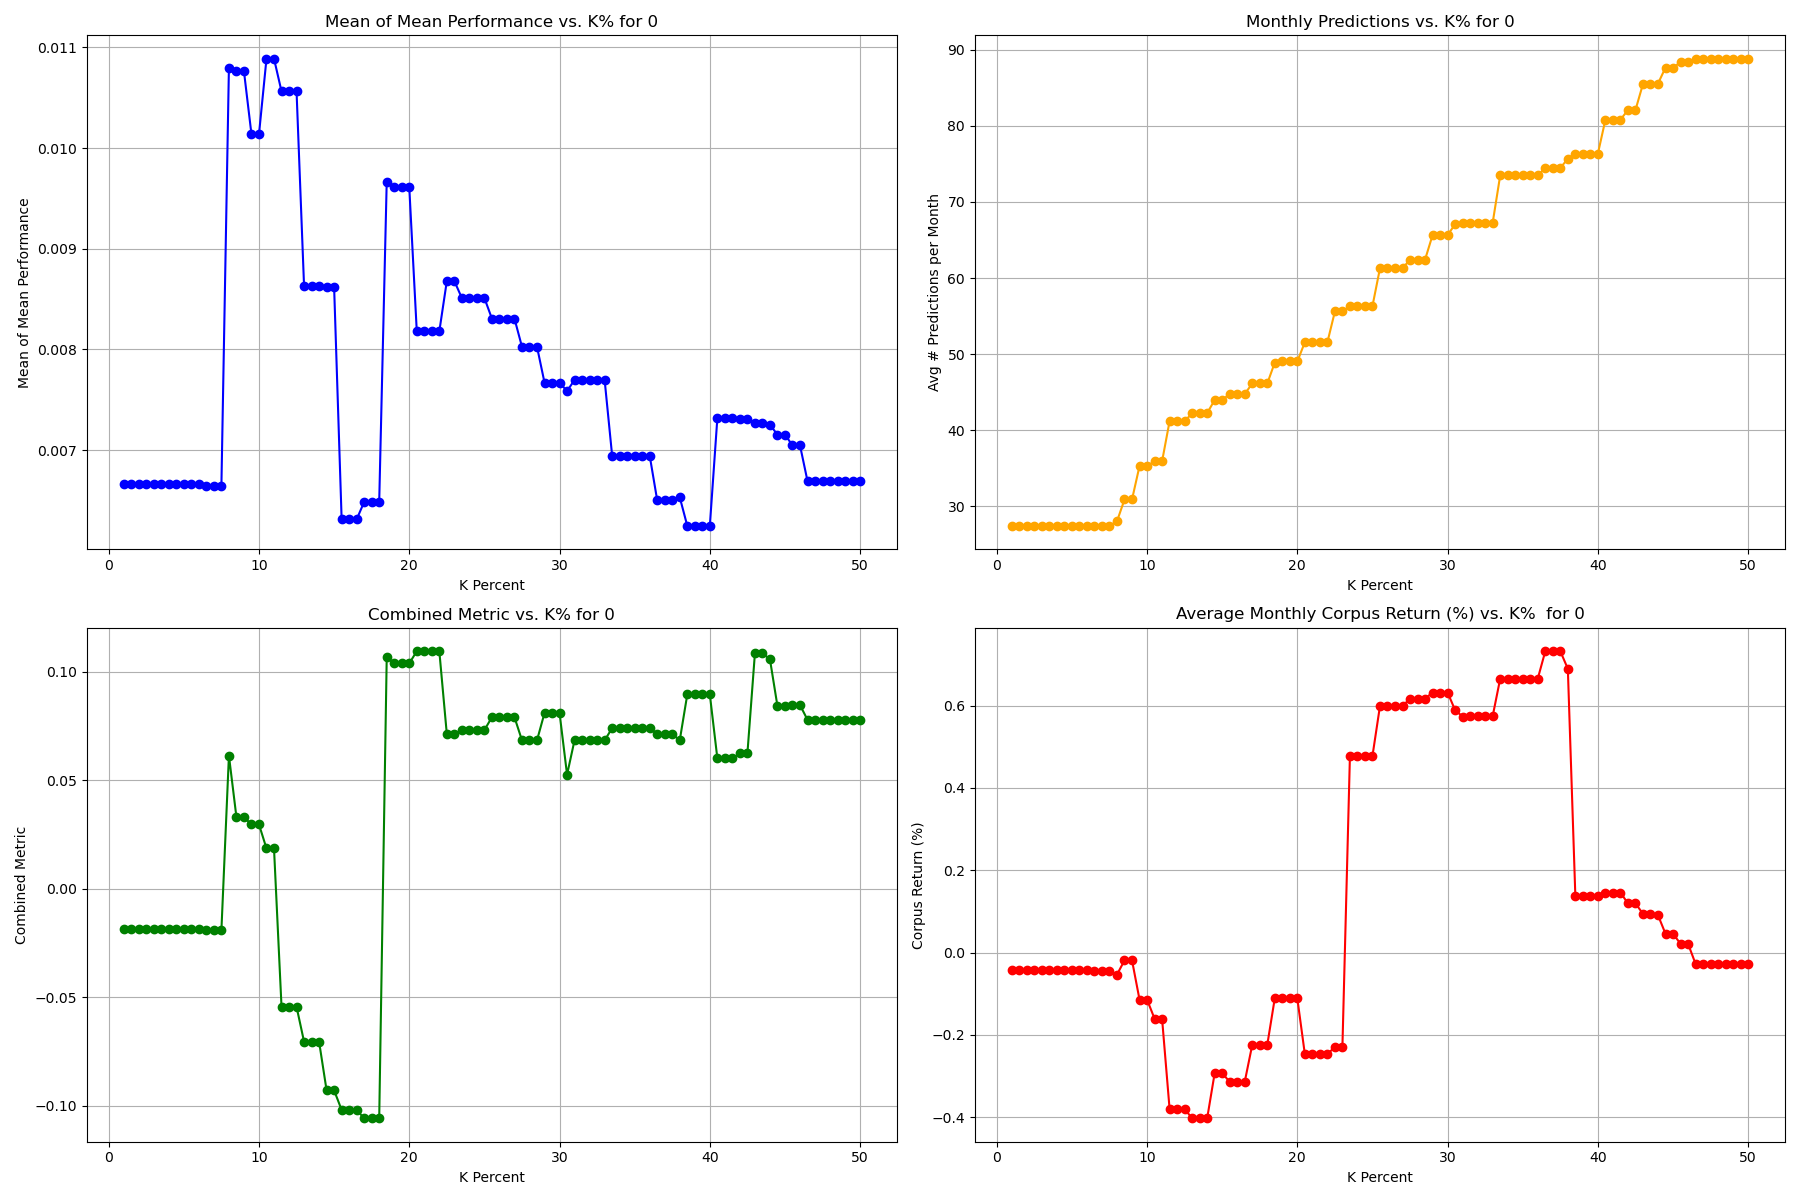 Mean of Mean Performance vs. K% for 0
Mean of Mean Performance
0.011
0.010
0.009
0.008
0.007
0 10 20 30 40 50
K Percent
Monthly Predictions vs. K% for 0
Avg # Predictions per Month
90
80
70
60
50
40
30
0 10 20 30 40 50
K Percent
Combined Metric vs. K% for 0
Combined Metric
0.10
0.05
0.00
−0.05
−0.10
0 10 20 30 40 50
K Percent
Average Monthly Corpus Return (%) vs. K%  for 0
Corpus Return (%)
0.6
0.4
0.2
0.0
−0.2
−0.4
0 10 20 30 40 50
K Percent